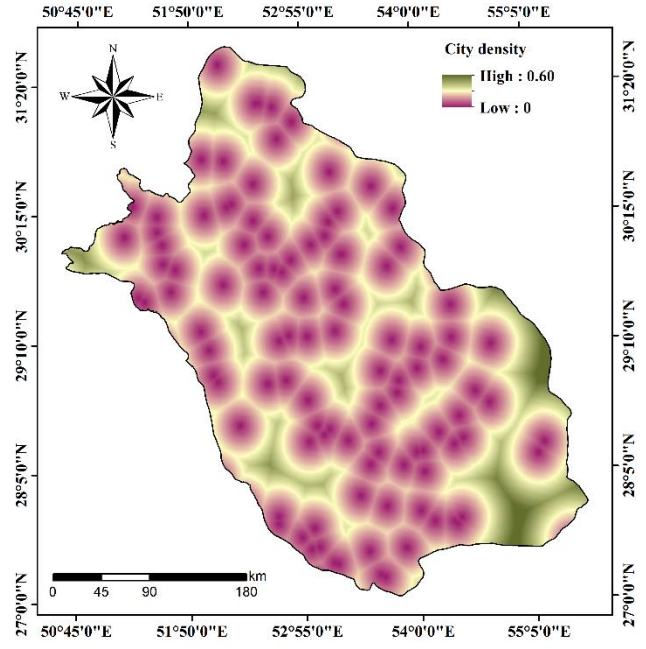 50°45'0"E 51°50'0"E 52°55'0"E 54°0'0"E 55°5'0"E
City density
High : 0.60
Low : 0
N
W E
S
31°20'0"N
30°15'0"N
29°10'0"N
28°5'0"N
27°0'0"N
31°20'0"N
30°15'0"N
29°10'0"N
28°5'0"N
27°0'0"N
km
0 45 90 180
50°45'0"E 51°50'0"E 52°55'0"E 54°0'0"E 55°5'0"E